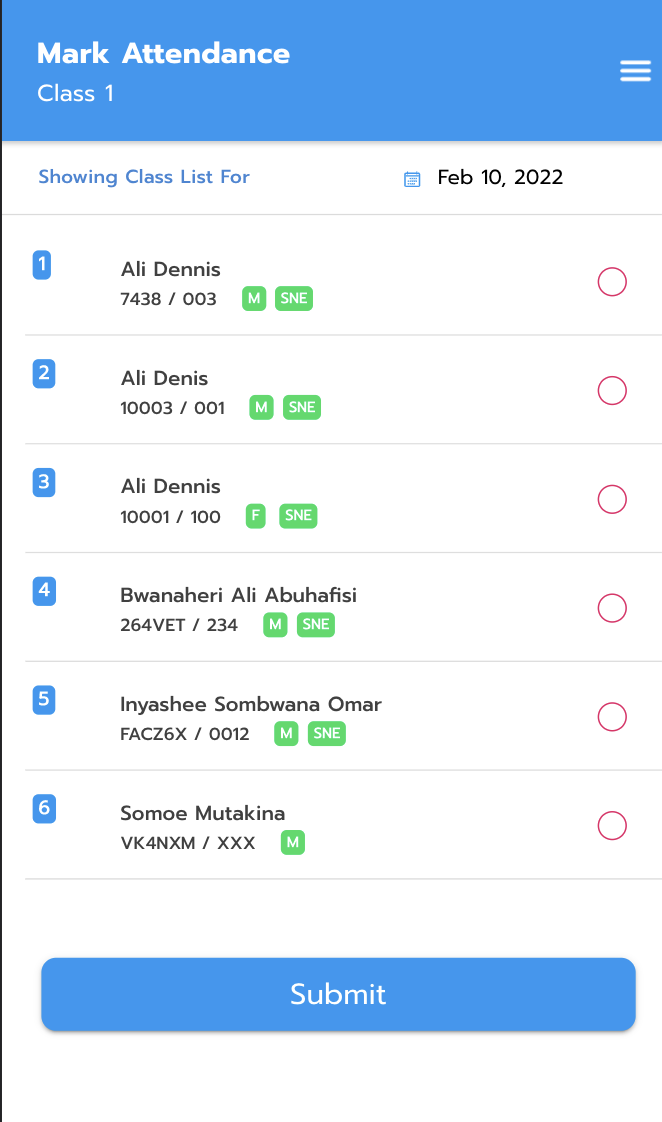 Mark Attendance
Class 1
Showing Class List For Feb 10, 2022
1 Ali Dennis
7438 / 003 M SNE
2 Ali Denis
10003 / 001 M SNE
3 Ali Dennis
10001 / 100 F SNE
4 Bwanaheri Ali Abuhafisi
264VET / 234 M SNE
5 Inyashee Sombwana Omar
FACZ6X / 0012 M SNE
6 Somoe Mutakina
VK4NXM / XXX M
Submit